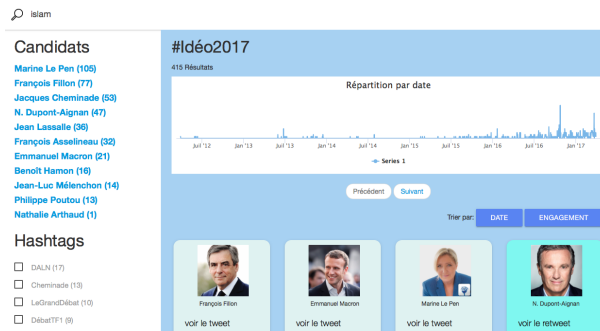 islam
Candidats
Marine Le Pen (105)
François Fillon (77)
Jacques Cheminade (53)
N. Dupont-Aignan (47)
Jean Lassalle (36)
François Asselineau (32)
Emmanuel Macron (21)
Benoît Hamon (16)
Jean-Luc Mélenchon (14)
Philippe Poutou (13)
Nathalie Arthaud (1)
Hashtags
DALN (17)
Cheminade (13)
LeGrandDébat (10)
DébatTF1 (9)
#Idéo2017
415 Résultats
Répartition par date
Juil '12 Jan '13 Juil '13 Jan '14 Juil '14 Jan '15 Juil '15 Jan '16 Juil '16 Jan '17
Series 1
Précédent Suivant
Trier par: DATE ENGAGEMENT
François Fillon Emmanuel Macron Marine Le Pen N. Dupont-Aignan
voir le tweet voir le tweet voir le tweet voir le retweet